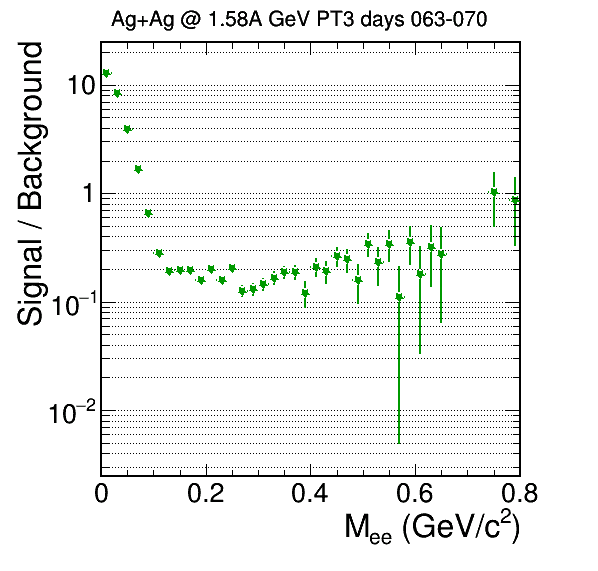 Ag+Ag @ 1.58A GeV PT3 days 063-070
Signal / Background
10
1
10⁻¹
10⁻²
0 0.2 0.4 0.6 0.8
M_ee (GeV/c²)